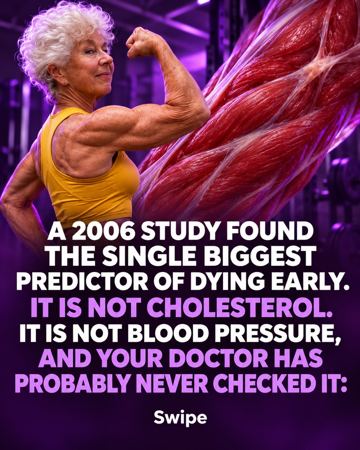 A 2006 STUDY FOUND
THE SINGLE BIGGEST
PREDICTOR OF DYING EARLY.
IT IS NOT CHOLESTEROL.
IT IS NOT BLOOD PRESSURE,
AND YOUR DOCTOR HAS
PROBABLY NEVER CHECKED IT:
Swipe